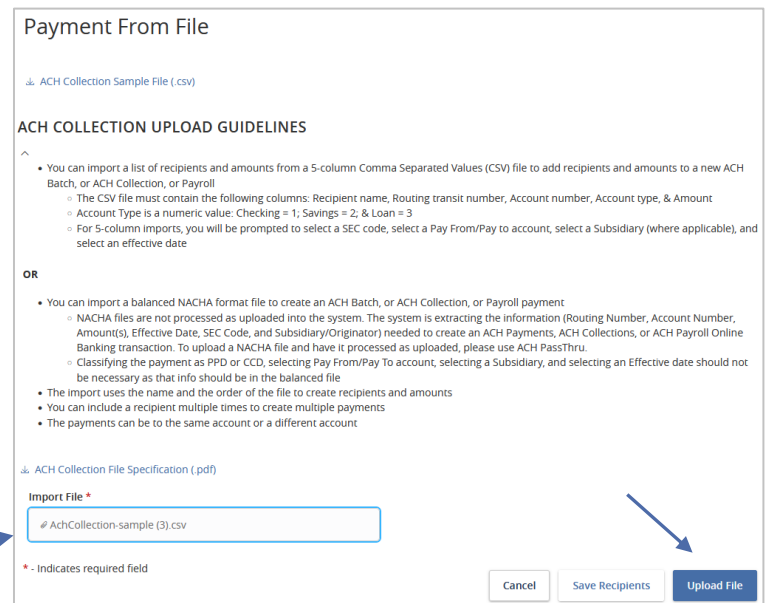 Payment From File
ACH Collection Sample File (.csv)
ACH COLLECTION UPLOAD GUIDELINES
• You can import a list of recipients and amounts from a 5-column Comma Separated Values (CSV) file to add recipients and amounts to a new ACH
Batch, or ACH Collection, or Payroll
◦ The CSV file must contain the following columns: Recipient name, Routing transit number, Account number, Account type, & Amount
◦ Account Type is a numeric value: Checking = 1; Savings = 2; & Loan = 3
◦ For 5-column imports, you will be prompted to select a SEC code, select a Pay From/Pay to account, select a Subsidiary (where applicable), and
select an effective date
OR
• You can import a balanced NACHA format file to create an ACH Batch, or ACH Collection, or Payroll payment
◦ NACHA files are not processed as uploaded into the system. The system is extracting the information (Routing Number, Account Number,
Amount(s), Effective Date, SEC Code, and Subsidiary/Originator) needed to create an ACH Payments, ACH Collections, or ACH Payroll Online
Banking transaction. To upload a NACHA file and have it processed as uploaded, please use ACH PassThru.
◦ Classifying the payment as PPD or CCD, selecting Pay From/Pay To account, selecting a Subsidiary, and selecting an Effective date should not
be necessary as that info should be in the balanced file
• The import uses the name and the order of the file to create recipients and amounts
• You can include a recipient multiple times to create multiple payments
• The payments can be to the same account or a different account
ACH Collection File Specification (.pdf)
Import File *
AchCollection-sample (3).csv
* - Indicates required field
Cancel Save Recipients Upload File